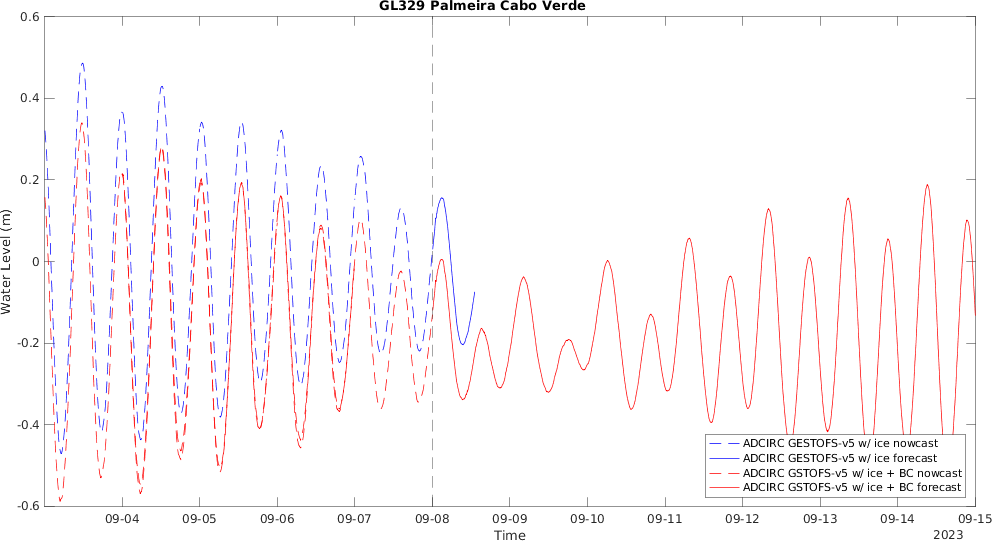 GL329 Palmeira Cabo Verde
0.6
0.4
0.2
0
-0.2
-0.4
-0.6
Water Level (m)
ADCIRC GESTOFS-v5 w/ ice nowcast
ADCIRC GESTOFS-v5 w/ ice forecast
ADCIRC GSTOFS-v5 w/ ice + BC nowcast
ADCIRC GSTOFS-v5 w/ ice + BC forecast
09-04 09-05 09-06 09-07 09-08 09-09 09-10 09-11 09-12 09-13 09-14 09-15
Time
2023